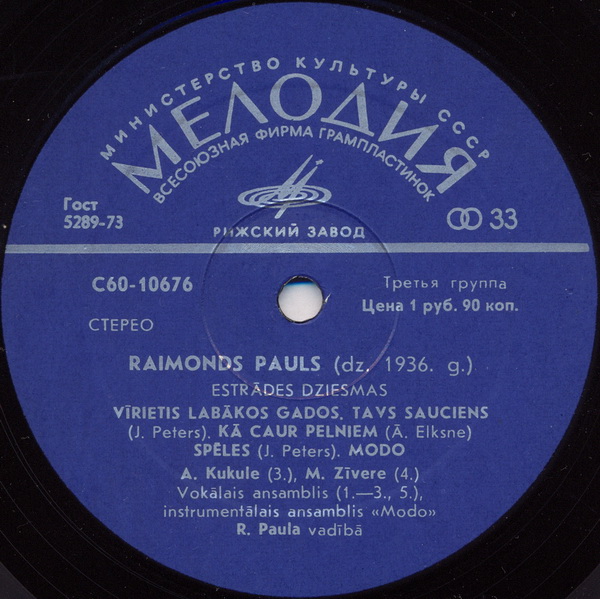 МИНИСТЕРСТВО КУЛЬТУРЫ СССР
МЕЛОДИЯ
ВСЕСОЮЗНАЯ ФИРМА ГРАМПЛАСТИНОК
Гост
5289-73
33
РИЖСКИЙ ЗАВОД
С60-10676
Третья группа
Цена 1 руб. 90 коп.
СТЕРЕО
RAIMONDS PAULS (dz. 1936. g.)
ESTRĀDES DZIESMAS
VĪRIETIS LABĀKOS GADOS, TAVS SAUCIENS
(J. Peters), KĀ CAUR PELNIEM (Ā. Elksne)
SPĒLES (J. Peters), MODO
A. Kukule (3.), M. Zīvere (4.)
Vokālais ansamblis (1.—3., 5.),
instrumentālais ansamblis «Modo»
R. Paula vadībā